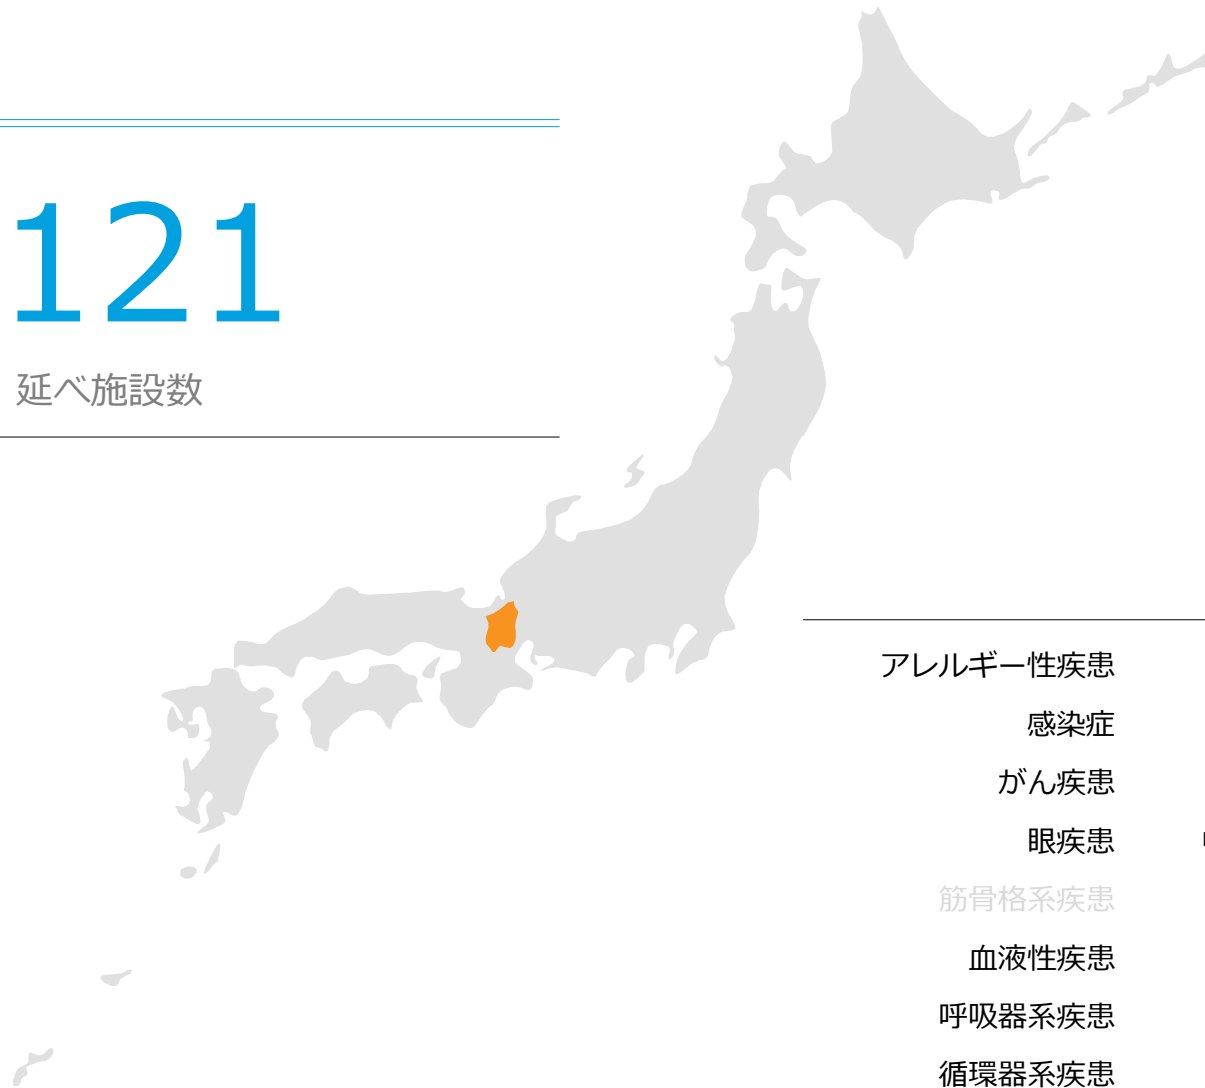 121
延べ施設数
アレルギー性疾患
感染症
がん疾患
眼疾患
筋骨格系疾患
血液性疾患
呼吸器系疾患
循環器系疾患